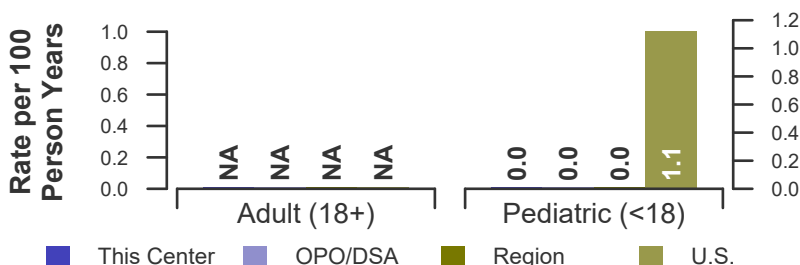 Rate per 100
Person Years
1.0
0.8
0.6
0.4
0.2
0.0
NA NA NA NA
0.0 0.0 0.0 1.1
1.2
1.0
0.8
0.6
0.4
0.2
0.0
Adult (18+) Pediatric (<18)
This Center OPO/DSA Region U.S.